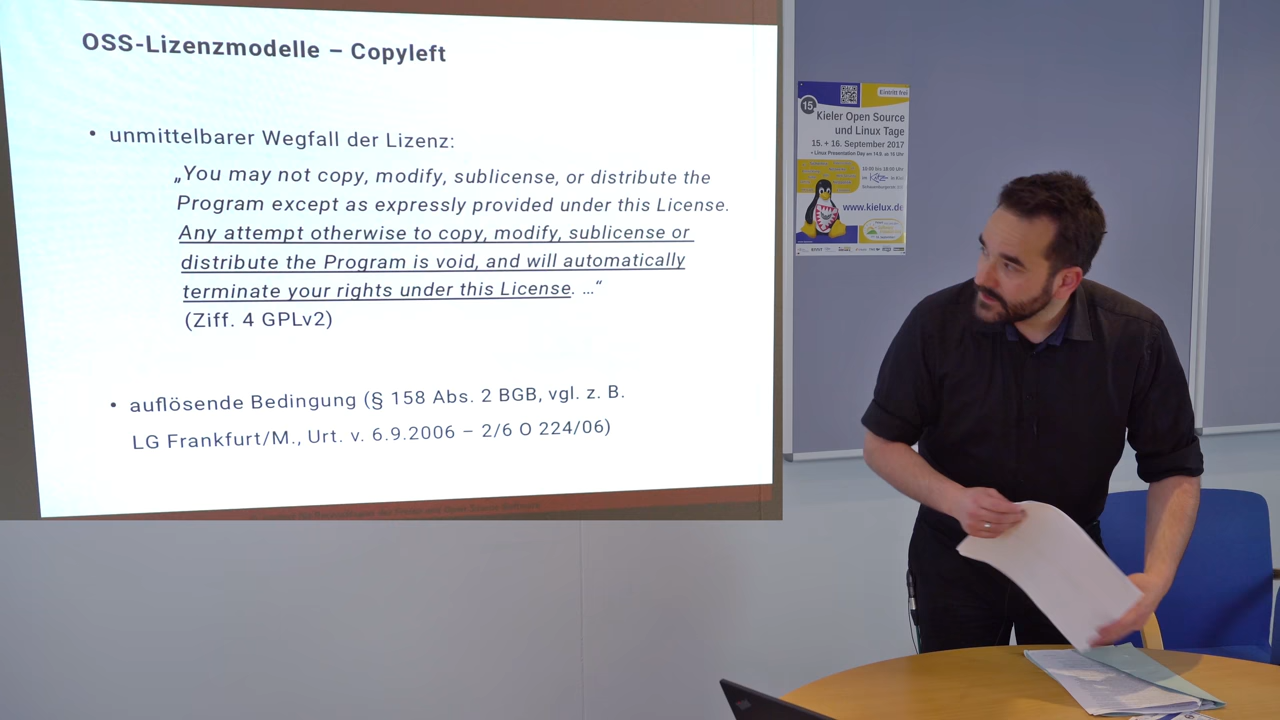 OSS-Lizenzmodelle – Copyleft
• unmittelbarer Wegfall der Lizenz:
„You may not copy, modify, sublicense, or distribute the
Program except as expressly provided under this License.
Any attempt otherwise to copy, modify, sublicense or
distribute the Program is void, and will automatically
terminate your rights under this License. …“
(Ziff. 4 GPLv2)
• auflösende Bedingung (§ 158 Abs. 2 BGB, vgl. z. B.
LG Frankfurt/M., Urt. v. 6.9.2006 – 2/6 O 224/06)
Eintritt frei
15.
Kieler Open Source
und Linux Tage
15. + 16. September 2017
www.kielux.de